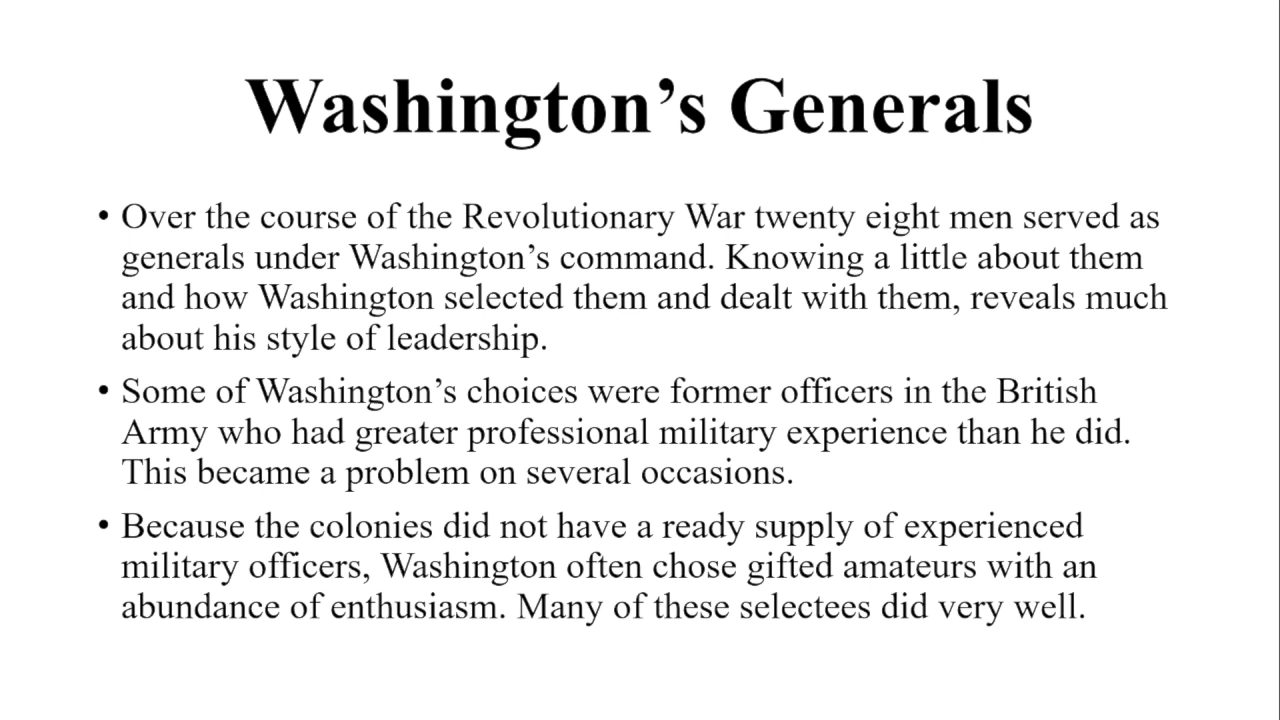 Washington’s Generals
• Over the course of the Revolutionary War twenty eight men served as
generals under Washington’s command. Knowing a little about them
and how Washington selected them and dealt with them, reveals much
about his style of leadership.
• Some of Washington’s choices were former officers in the British
Army who had greater professional military experience than he did.
This became a problem on several occasions.
• Because the colonies did not have a ready supply of experienced
military officers, Washington often chose gifted amateurs with an
abundance of enthusiasm. Many of these selectees did very well.